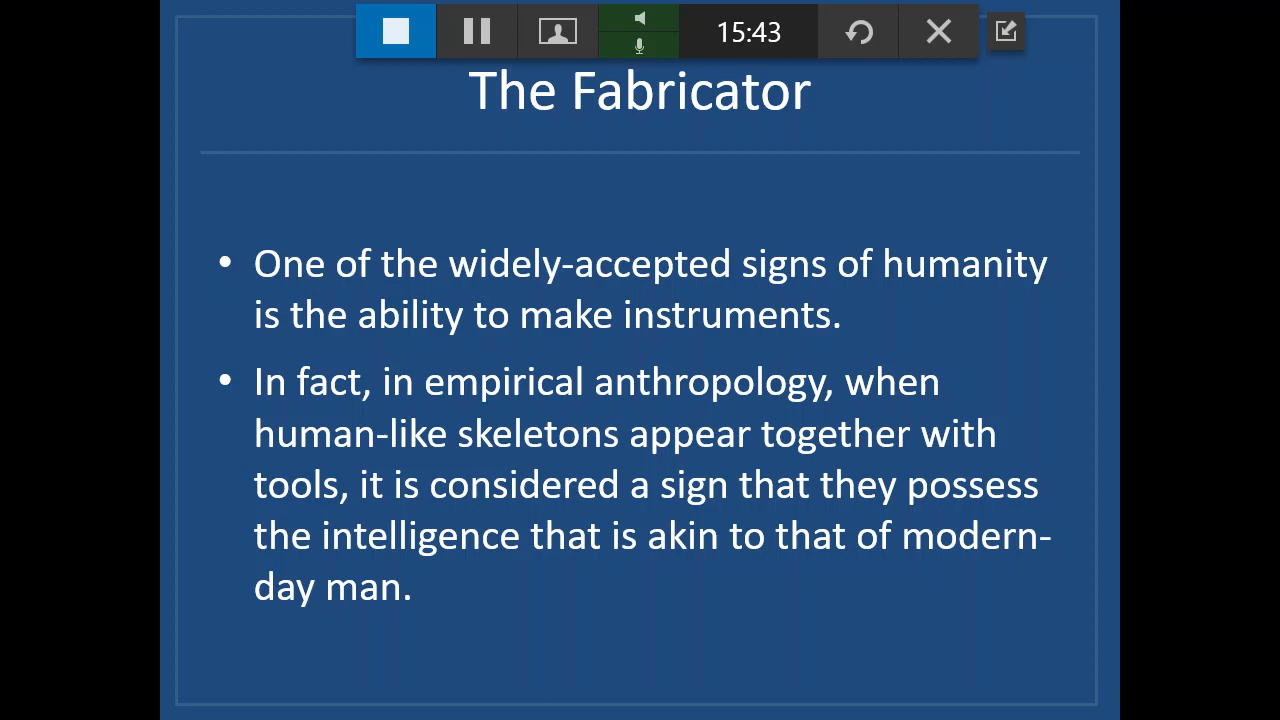 15:43
The Fabricator
• One of the widely-accepted signs of humanity
is the ability to make instruments.
• In fact, in empirical anthropology, when
human-like skeletons appear together with
tools, it is considered a sign that they possess
the intelligence that is akin to that of modern-
day man.